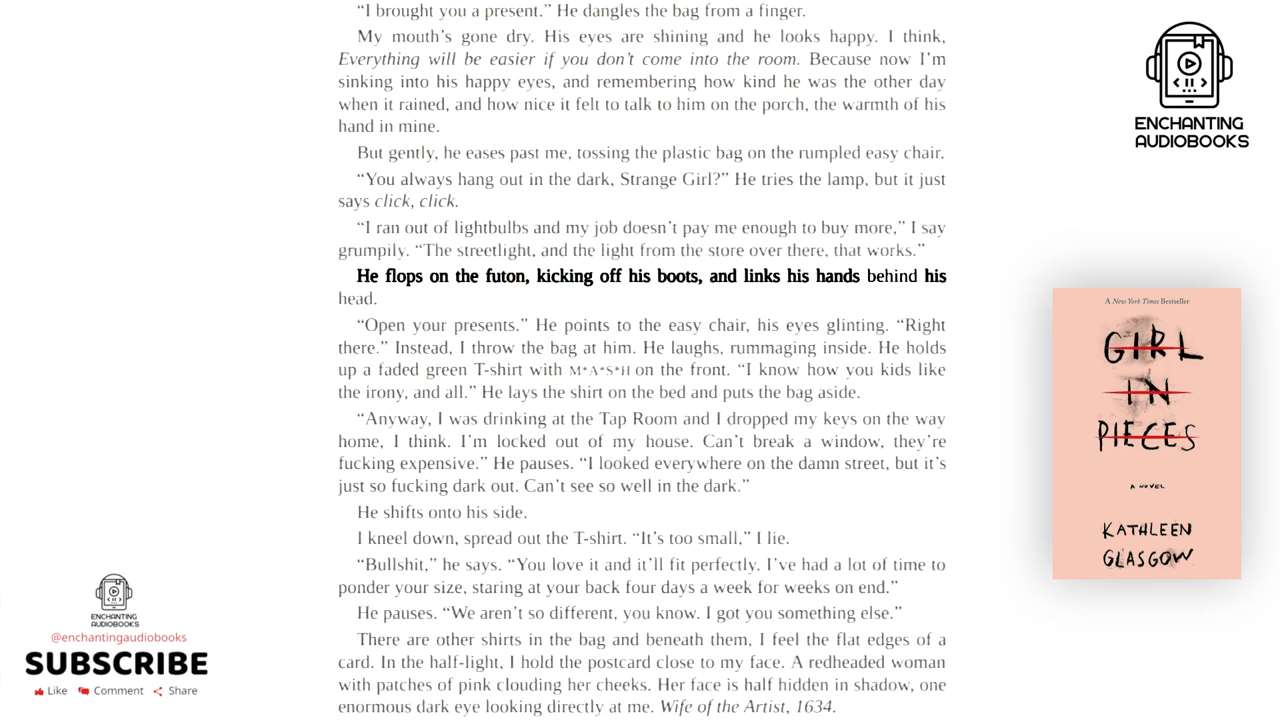 “I brought you a present.” He dangles the bag from a finger.
My mouth’s gone dry. His eyes are shining and he looks happy. I think,
Everything will be easier if you don’t come into the room. Because now I’m
sinking into his happy eyes, and remembering how kind he was the other day
when it rained, and how nice it felt to talk to him on the porch, the warmth of his
hand in mine.
But gently, he eases past me, tossing the plastic bag on the rumpled easy chair.
“You always hang out in the dark, Strange Girl?” He tries the lamp, but it just
says click, click.
“I ran out of lightbulbs and my job doesn’t pay me enough to buy more,” I say
grumpily. “The streetlight, and the light from the store over there, that works.”
He flops on the futon, kicking off his boots, and links his hands behind his
head.
“Open your presents.” He points to the easy chair, his eyes glinting. “Right
there.” Instead, I throw the bag at him. He laughs, rummaging inside. He holds
up a faded green T-shirt with M*A*S*H on the front. “I know how you kids like
the irony, and all.” He lays the shirt on the bed and puts the bag aside.
“Anyway, I was drinking at the Tap Room and I dropped my keys on the way
home, I think. I’m locked out of my house. Can’t break a window, they’re
fucking expensive.” He pauses. “I looked everywhere on the damn street, but it’s
just so fucking dark out. Can’t see so well in the dark.”
He shifts onto his side.
I kneel down, spread out the T-shirt. “It’s too small,” I lie.
“Bullshit,” he says. “You love it and it’ll fit perfectly. I’ve had a lot of time to
ponder your size, staring at your back four days a week for weeks on end.”
He pauses. “We aren’t so different, you know. I got you something else.”
There are other shirts in the bag and beneath them, I feel the flat edges of a
card. In the half-light, I hold the postcard close to my face. A redheaded woman
with patches of pink clouding her cheeks. Her face is half hidden in shadow, one
enormous dark eye looking directly at me. Wife of the Artist, 1634.
ENCHANTING
AUDIOBOOKS
A New York Times Bestseller
GIRL
IN
PIECES
A NOVEL
KATHLEEN
GLASGOW
ENCHANTING
AUDIOBOOKS
@enchantingaudiobooks
SUBSCRIBE
Like Comment Share